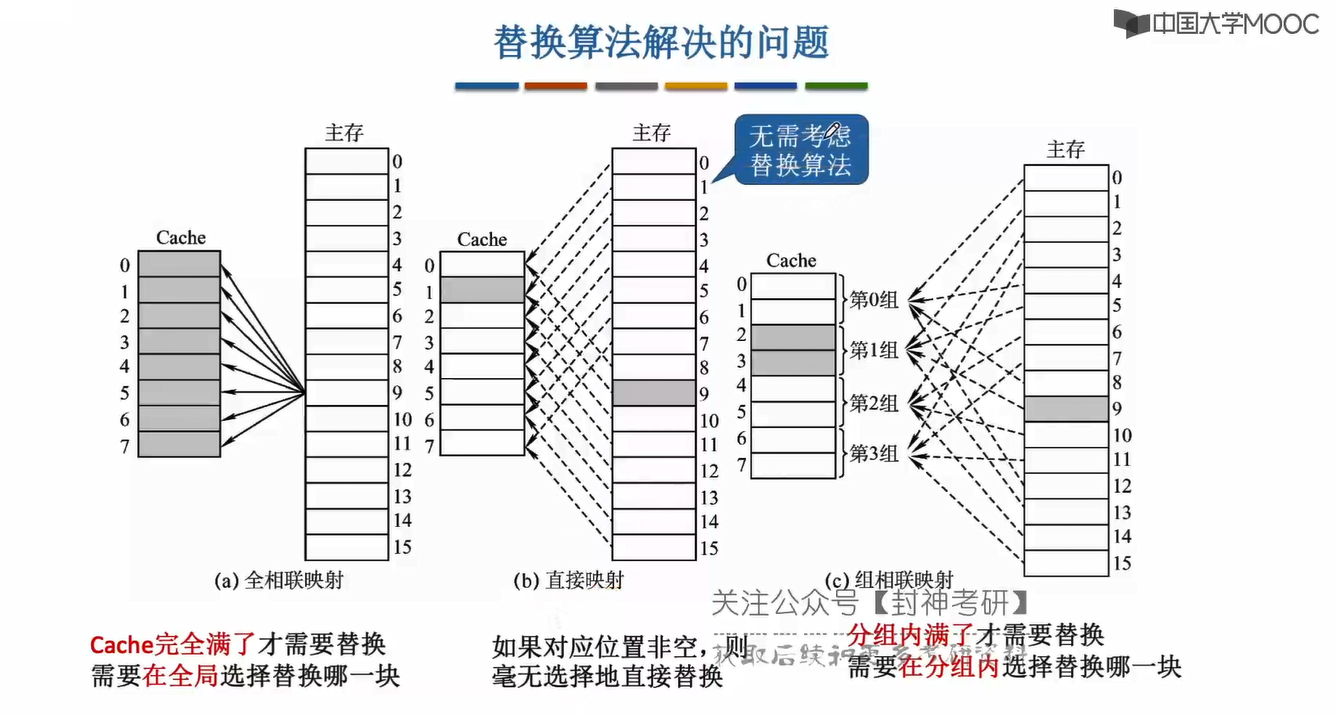 中国大学MOOC
替换算法解决的问题
主存
0
1
2
3
4
5
6
7
8
9
10
11
12
13
14
15
Cache
0
1
2
3
4
5
6
7
(a) 全相联映射
Cache完全满了才需要替换
需要在全局选择替换哪一块
主存
0
1
2
3
4
5
6
7
8
9
10
11
12
13
14
15
无需考虑
替换算法
Cache
0
1
2
3
4
5
6
7
(b) 直接映射
如果对应位置非空，则
毫无选择地直接替换
主存
0
1
2
3
4
5
6
7
8
9
10
11
12
13
14
15
Cache
0
1
2
3
4
5
6
7
第0组
第1组
第2组
第3组
(c) 组相联映射
关注公众号【封神考研】
分组内满了才需要替换
需要在分组内选择替换哪一块
获取后续和